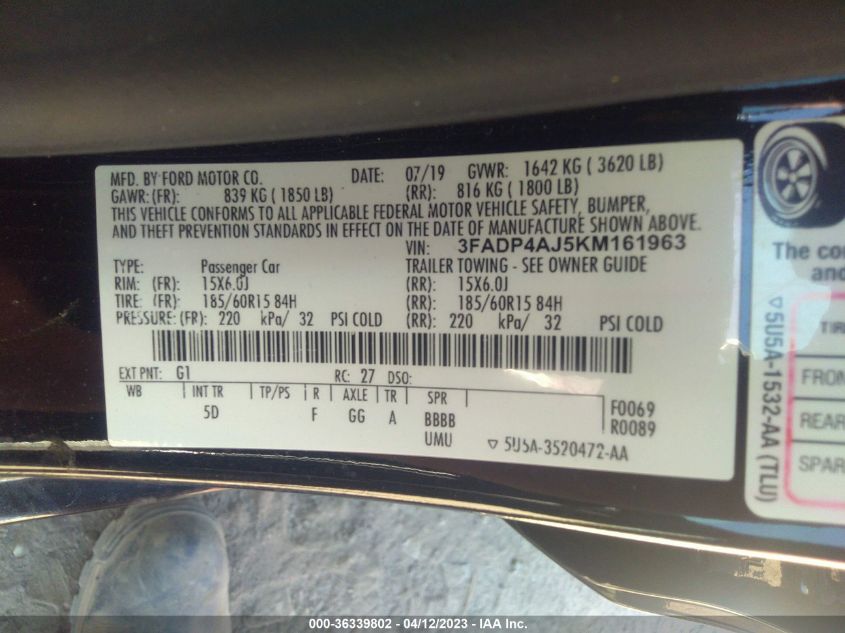 MFD. BY FORD MOTOR CO. DATE: 07/19 GVWR: 1642 KG ( 3620 LB)
GAWR: (FR): 839 KG ( 1850 LB) (RR): 816 KG ( 1800 LB)
THIS VEHICLE CONFORMS TO ALL APPLICABLE FEDERAL MOTOR VEHICLE SAFETY, BUMPER,
AND THEFT PREVENTION STANDARDS IN EFFECT ON THE DATE OF MANUFACTURE SHOWN ABOVE.
VIN: 3FADP4AJ5KM161963
TYPE: Passenger Car TRAILER TOWING - SEE OWNER GUIDE
RIM: (FR): 15X6.0J (RR): 15X6.0J
TIRE: (FR): 185/60R15 84H (RR): 185/60R15 84H
PRESSURE: (FR): 220 kPa/ 32 PSI COLD (RR): 220 kPa/ 32 PSI COLD
EXT PNT: G1 RC: 27 DSO:
WB INT TR TP/PS R AXLE TR SPR
5D F GG A BBBB F0069
UMU R0089
▽ 5U5A-3520472-AA
The co
and
TIR
FRON
REAR
SPAR
▽ 5U5A-1532-AA (TLU)
000-36339802 - 04/12/2023 - IAA Inc.